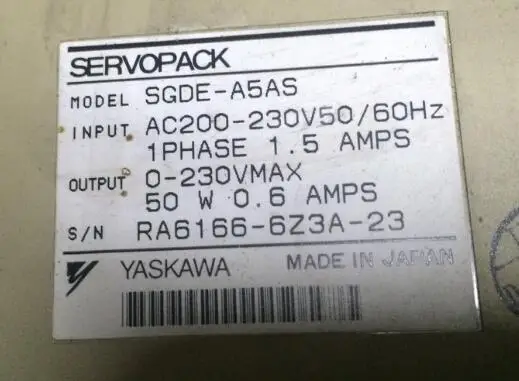 SERVOPACK
MODEL SGDE-A5AS
INPUT AC200-230V50/60Hz
1PHASE 1.5 AMPS
OUTPUT 0-230VMAX
50 W 0.6 AMPS
S/N RA6166-6Z3A-23
YASKAWA MADE IN JAPAN